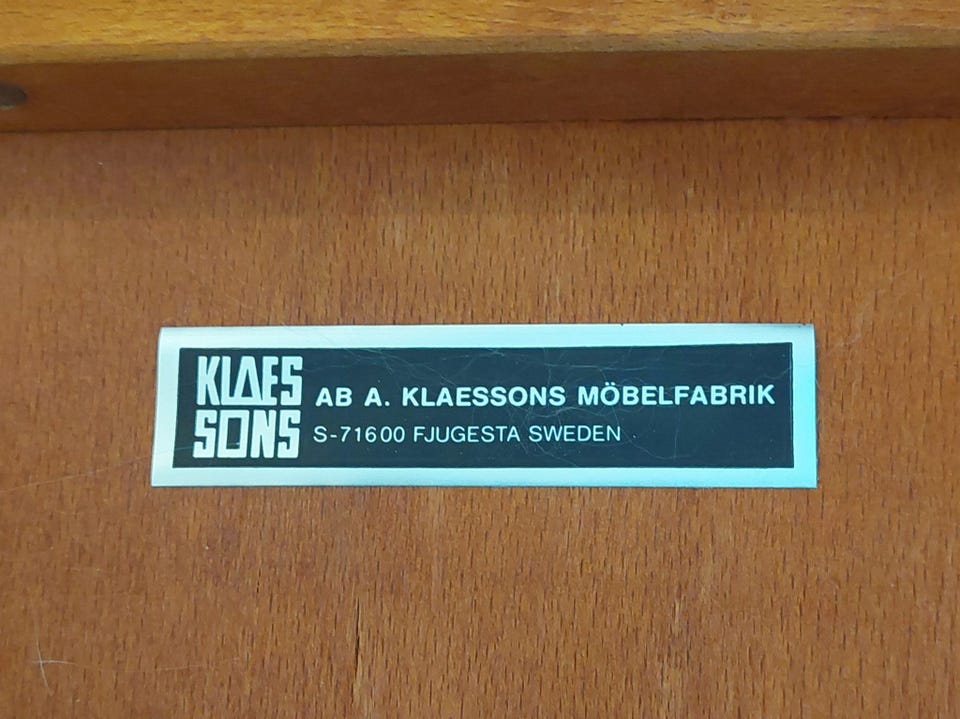 KLAES
SONS
AB A. KLAESSONS MÖBELFABRIK
S-71600 FJUGESTA SWEDEN